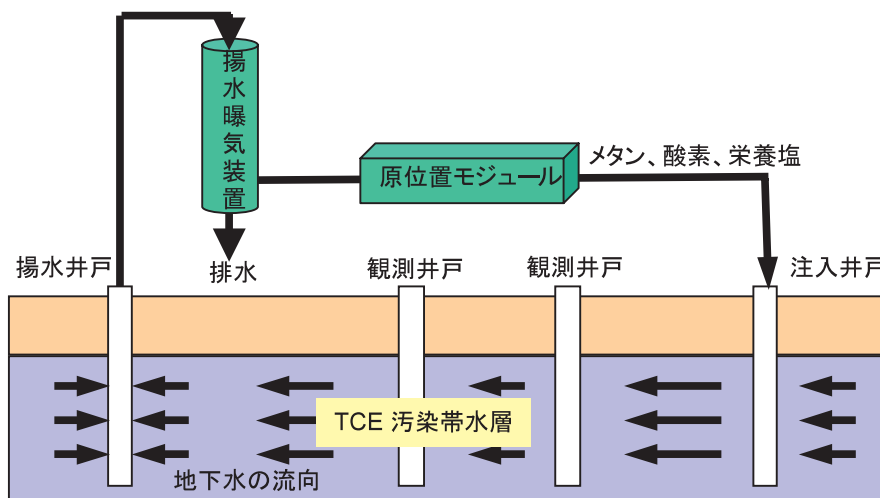 揚水曝気装置
原位置モジュール
メタン、酸素、栄養塩
揚水井戸
排水
観測井戸
観測井戸
注入井戸
TCE 汚染帯水層
地下水の流向